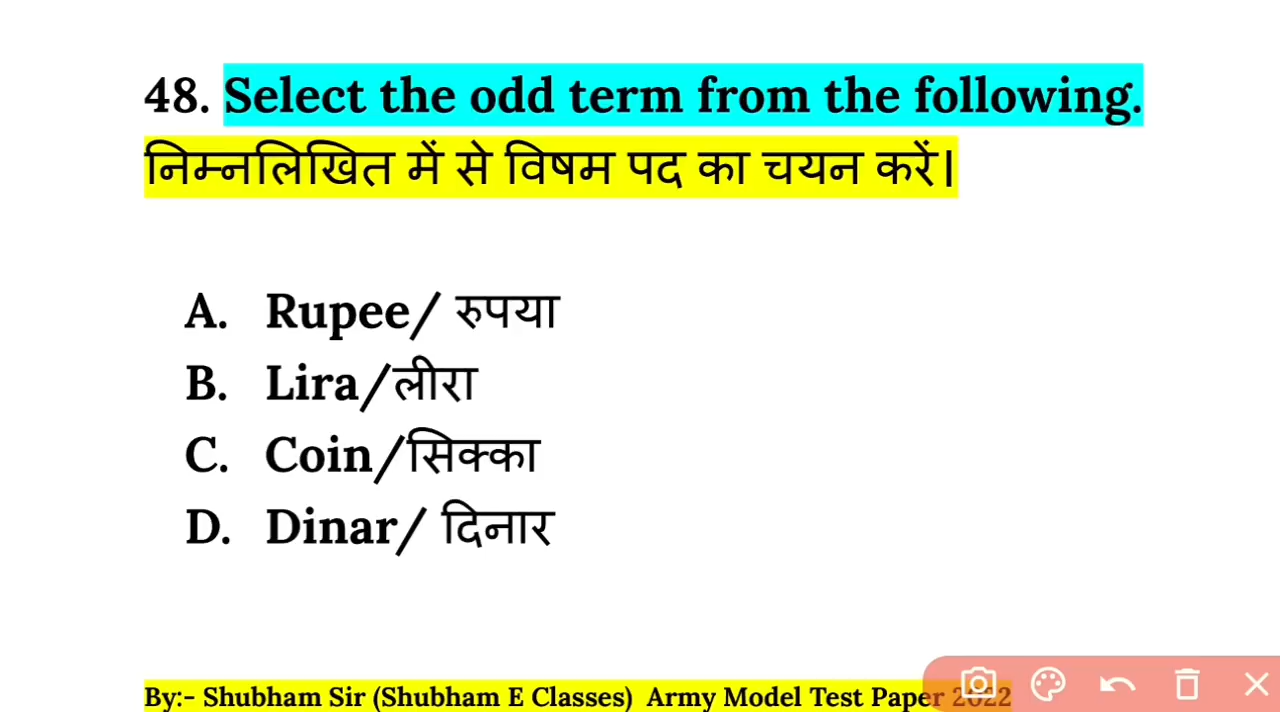 48. Select the odd term from the following.
निम्नलिखित में से विषम पद का चयन करें।
A. Rupee/ रुपया
B. Lira/लीरा
C. Coin/सिक्का
D. Dinar/ दिनार
By:- Shubham Sir (Shubham E Classes) Army Model Test Paper 2022